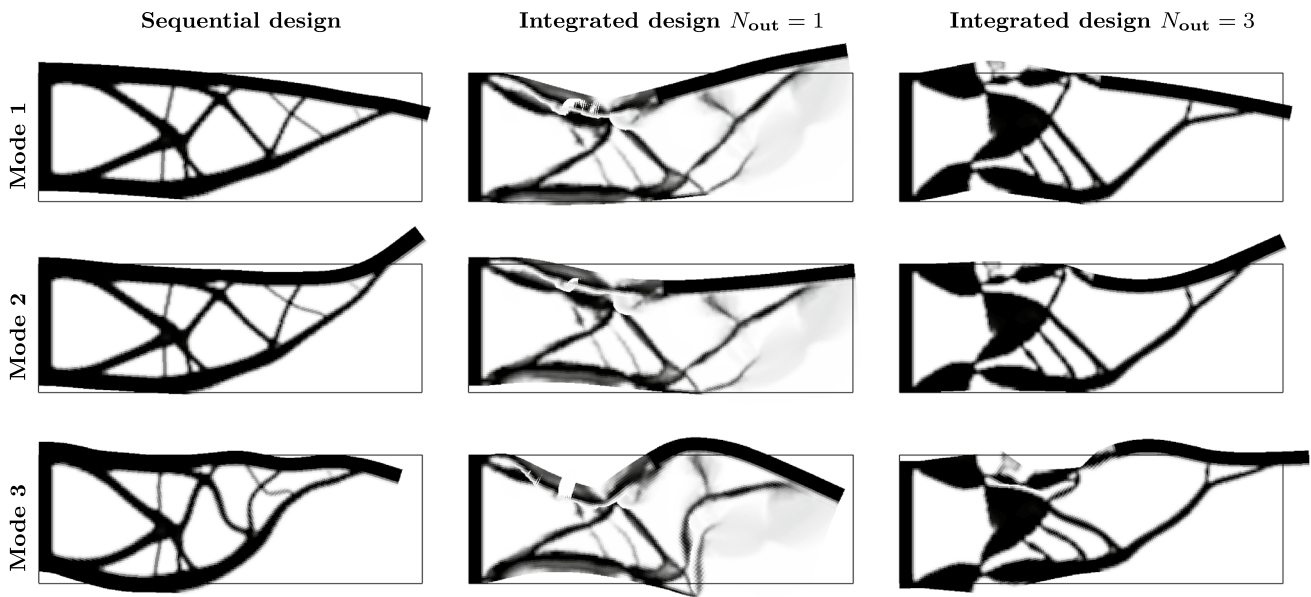 Sequential design
Integrated design N_out = 1
Integrated design N_out = 3
Mode 1
Mode 2
Mode 3